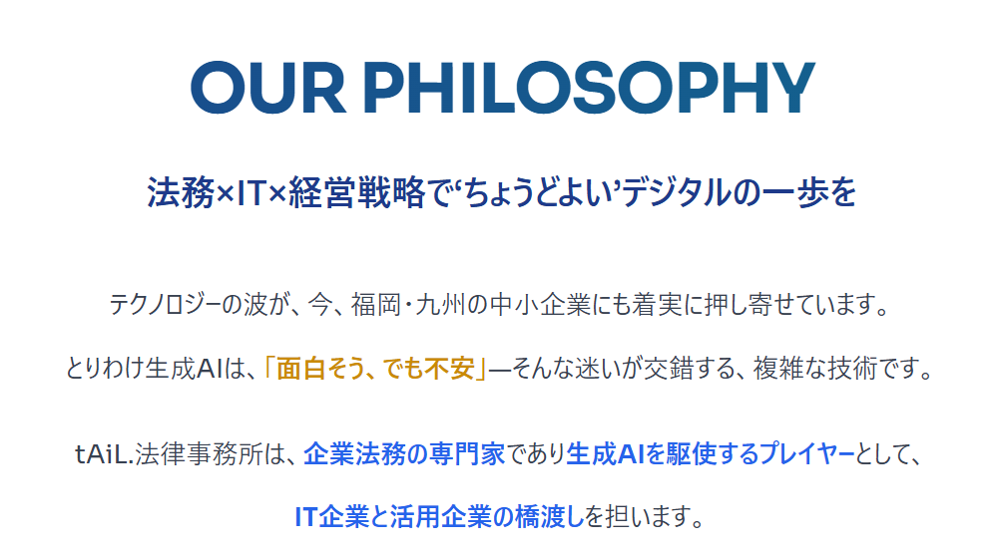 OUR PHILOSOPHY
法務×IT×経営戦略で‘ちょうどよい’デジタルの一歩を
テクノロジーの波が、今、福岡・九州の中小企業にも着実に押し寄せています。
とりわけ生成AIは、「面白そう、でも不安」—そんな迷いが交錯する、複雑な技術です。
tAiL.法律事務所は、企業法務の専門家であり生成AIを駆使するプレイヤーとして、
IT企業と活用企業の橋渡しを担います。